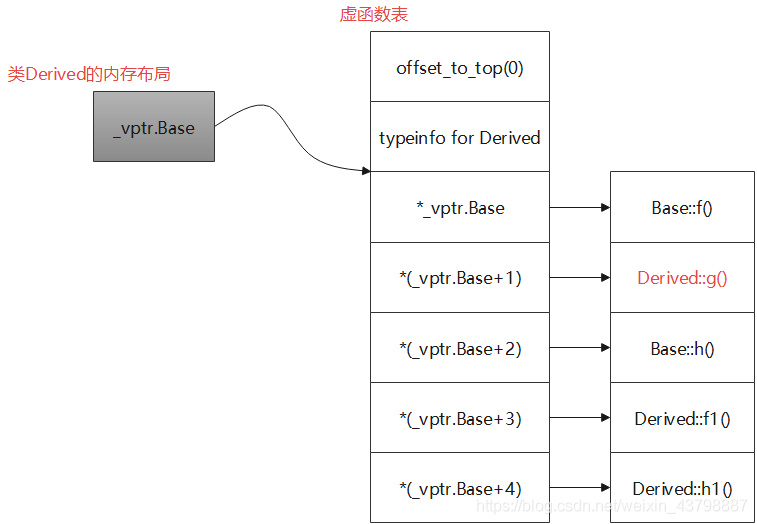 虚函数表
offset_to_top(0)
类Derived的内存布局
_vptr.Base
typeinfo for Derived
*_vptr.Base
Base::f()
*(_vptr.Base+1)
Derived::g()
*(_vptr.Base+2)
Base::h()
*(_vptr.Base+3)
Derived::f1()
*(_vptr.Base+4)
Derived::h1()
https://blog.csdn.net/weixin_43798887